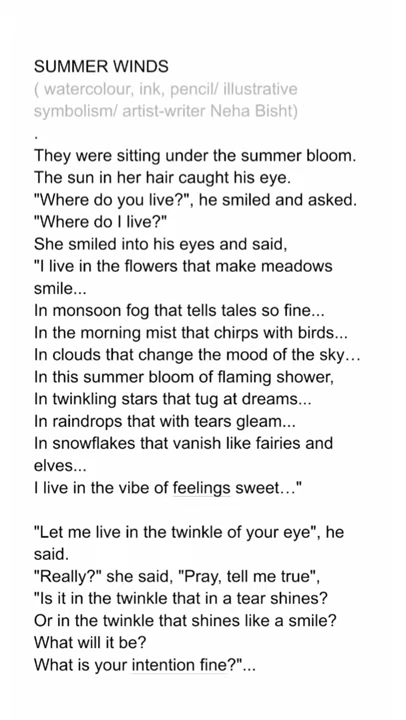 SUMMER WINDS
( watercolour, ink, pencil/ illustrative
symbolism/ artist-writer Neha Bisht)
.
They were sitting under the summer bloom.
The sun in her hair caught his eye.
"Where do you live?", he smiled and asked.
"Where do I live?"
She smiled into his eyes and said,
"I live in the flowers that make meadows
smile...
In monsoon fog that tells tales so fine...
In the morning mist that chirps with birds...
In clouds that change the mood of the sky...
In this summer bloom of flaming shower,
In twinkling stars that tug at dreams...
In raindrops that with tears gleam...
In snowflakes that vanish like fairies and
elves...
I live in the vibe of feelings sweet..."
"Let me live in the twinkle of your eye", he
said.
"Really?" she said, "Pray, tell me true",
"Is it in the twinkle that in a tear shines?
Or in the twinkle that shines like a smile?
What will it be?
What is your intention fine?"...